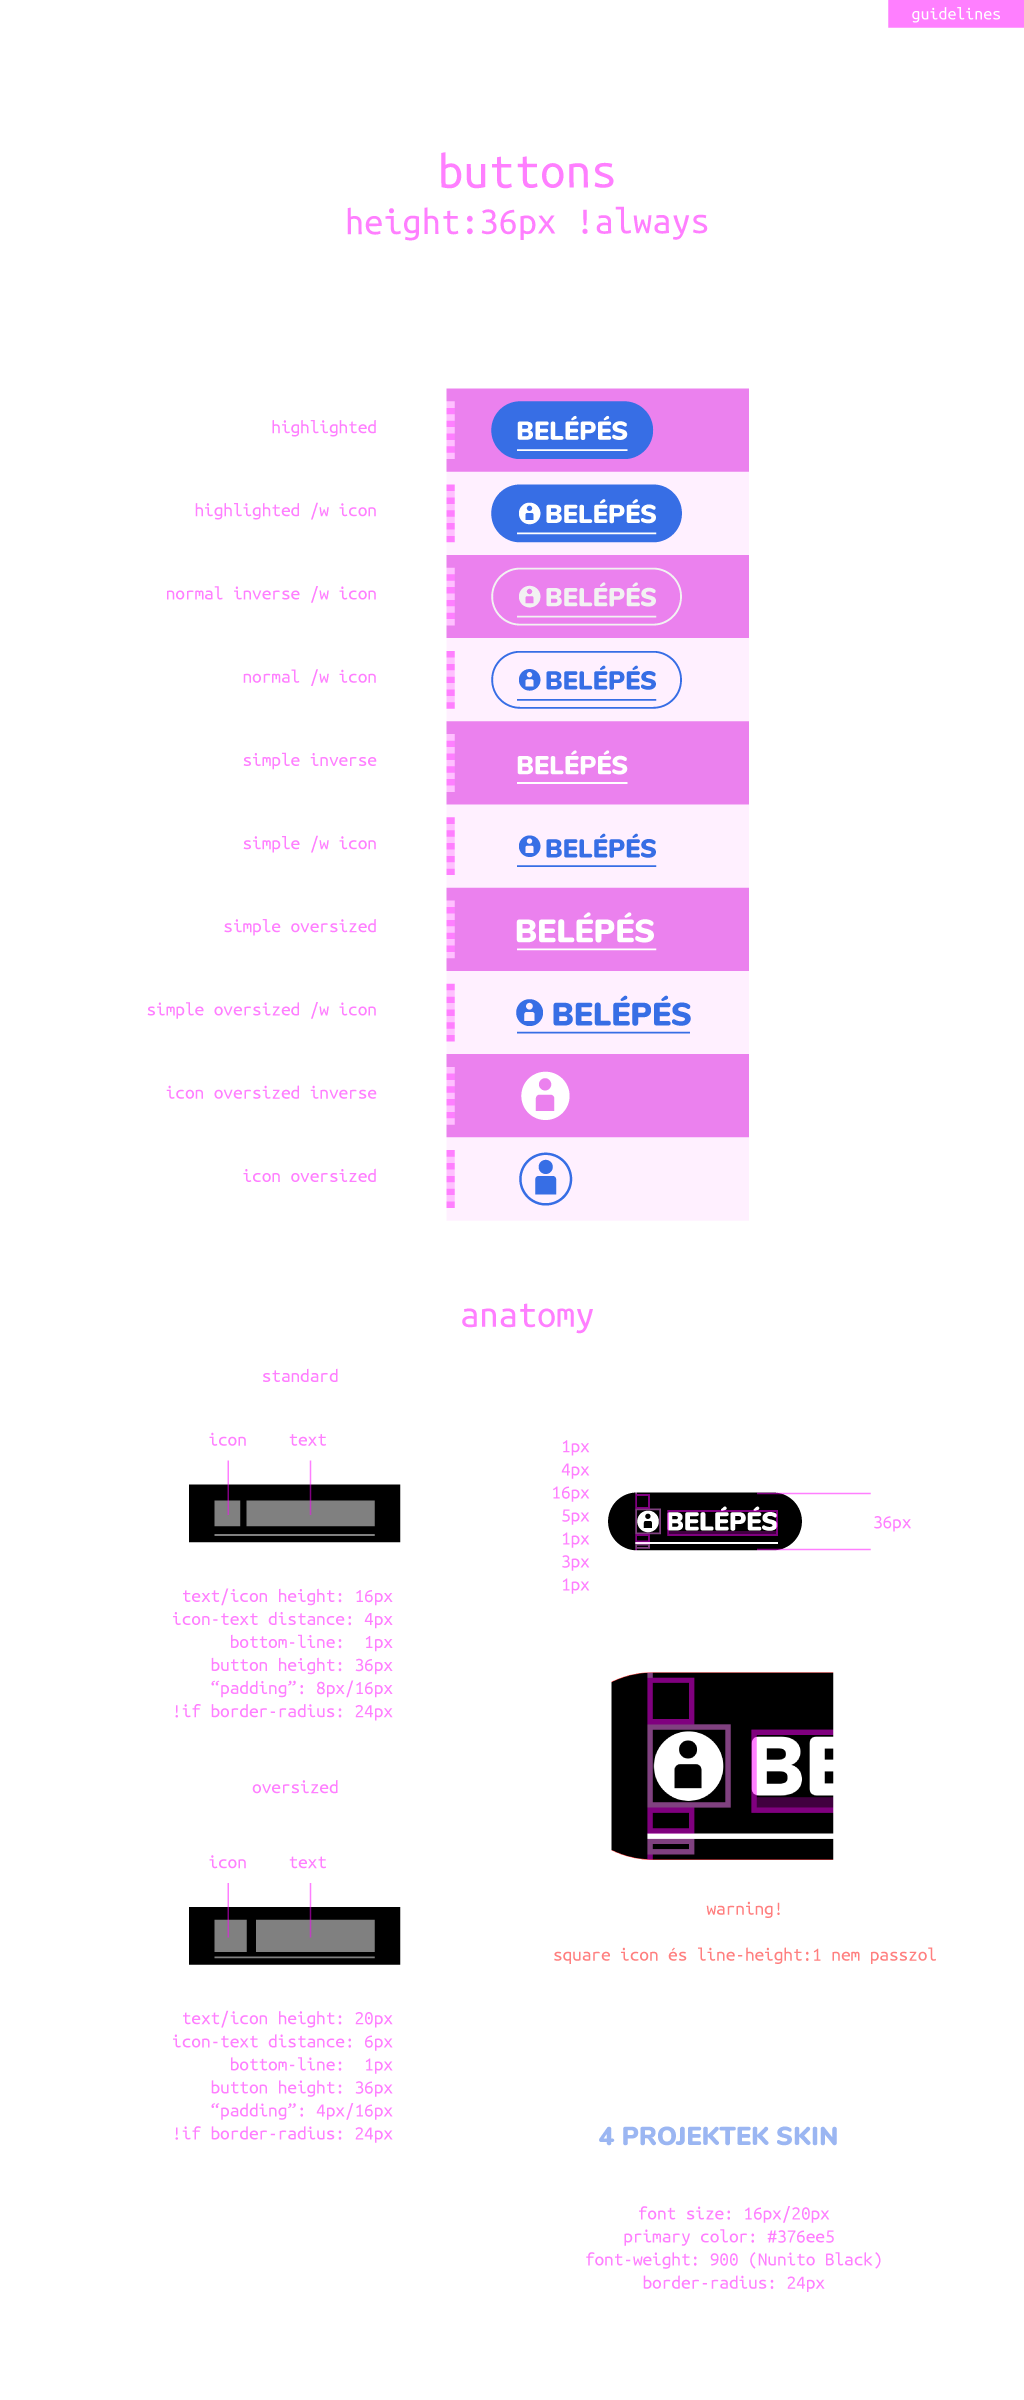 guidelines
buttons
height:36px !always
highlighted
BELÉPÉS
highlighted /w icon
BELÉPÉS
normal inverse /w icon
BELÉPÉS
normal /w icon
BELÉPÉS
simple inverse
BELÉPÉS
simple /w icon
BELÉPÉS
simple oversized
BELÉPÉS
simple oversized /w icon
BELÉPÉS
icon oversized inverse
icon oversized
anatomy
standard
icon text
text/icon height: 16px
icon-text distance: 4px
bottom-line: 1px
button height: 36px
“padding”: 8px/16px
!if border-radius: 24px
1px
4px
16px
5px
1px
3px
1px
BELÉPÉS
36px
BE
warning!
square icon és line-height:1 nem passzol
oversized
icon text
text/icon height: 20px
icon-text distance: 6px
bottom-line: 1px
button height: 36px
“padding”: 4px/16px
!if border-radius: 24px
4 PROJEKTEK SKIN
font size: 16px/20px
primary color: #376ee5
font-weight: 900 (Nunito Black)
border-radius: 24px